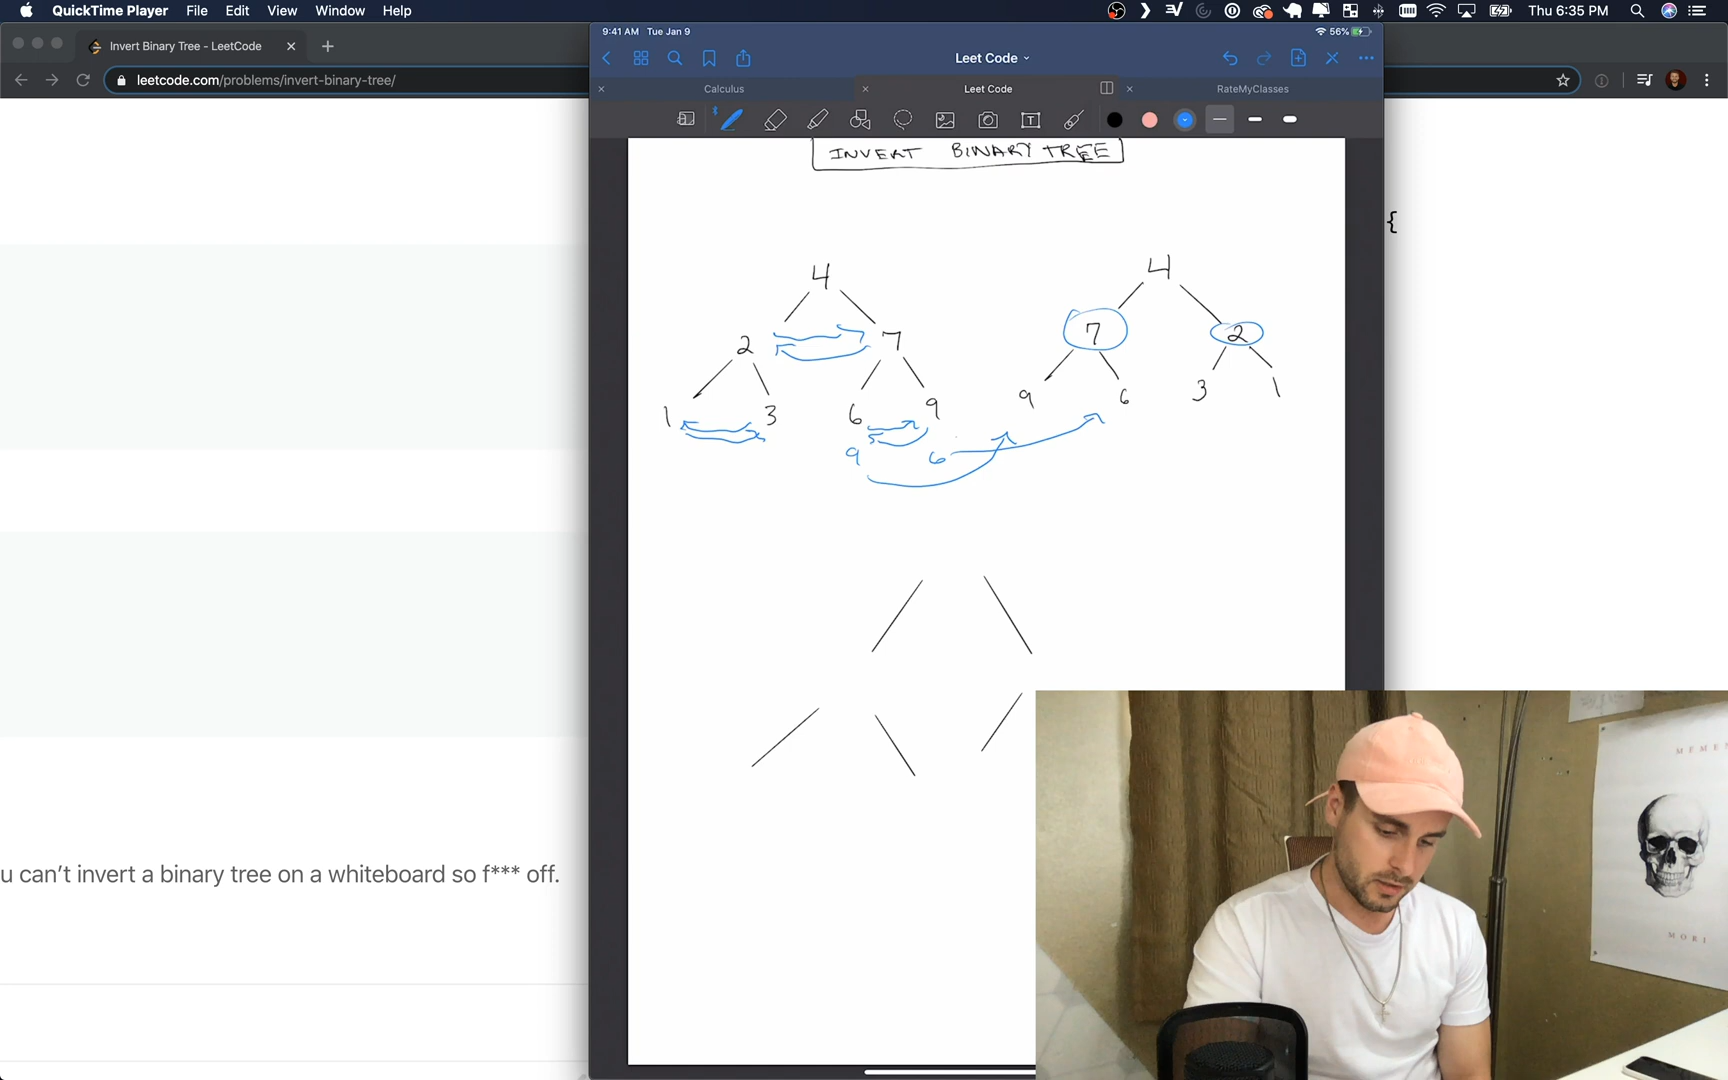 QuickTime Player File Edit View Window Help
Thu 6:35 PM
Invert Binary Tree - LeetCode
leetcode.com/problems/invert-binary-tree/
9:41 AM Tue Jan 9
56%
Leet Code
Calculus
Leet Code
RateMyClasses
T
INVERT BINARY TREE
{
4
4
2
7
7
2
1
3
6
9
9
6
3
1
9
6
u can't invert a binary tree on a whiteboard so f*** off.
MEME
MORI